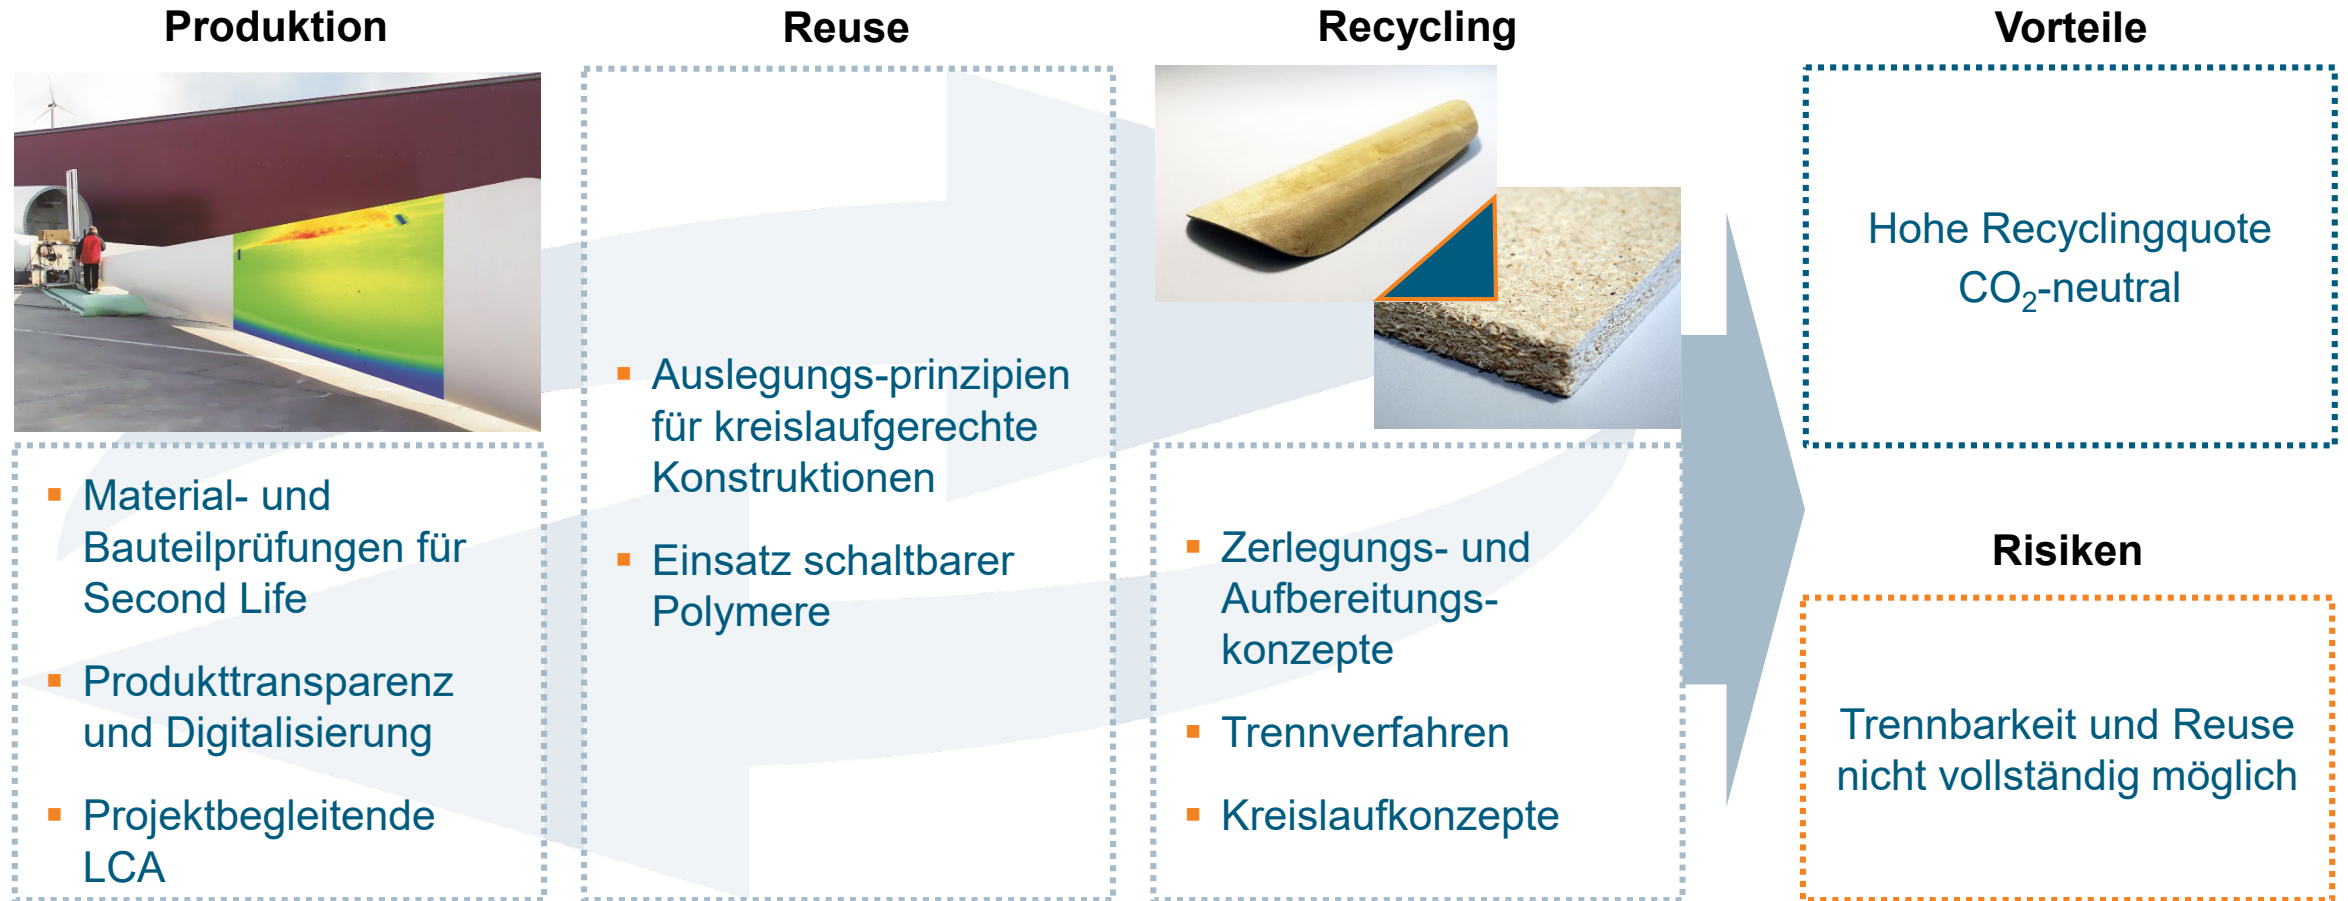 Produktion
Material- und
Bauteilprüfungen für
Second Life
Produkttransparenz
und Digitalisierung
Projektbegleitende
LCA
Reuse
Auslegungs-prinzipien
für kreislaufgerechte
Konstruktionen
Einsatz schaltbarer
Polymere
Recycling
Zerlegungs- und
Aufbereitungs-
konzepte
Trennverfahren
Kreislaufkonzepte
Vorteile
Hohe Recyclingquote
CO₂-neutral
Risiken
Trennbarkeit und Reuse
nicht vollständig möglich